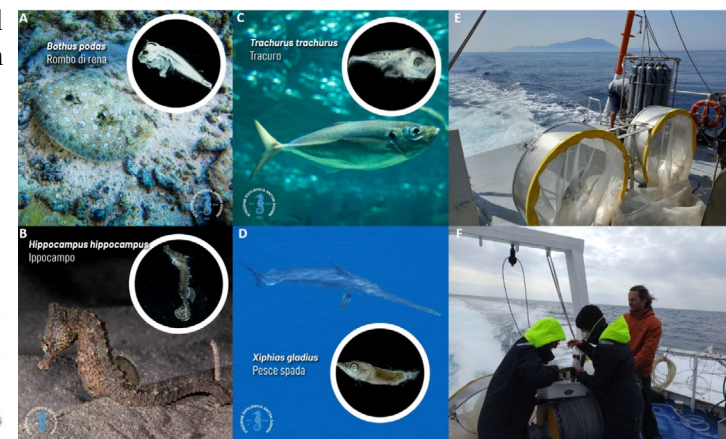 A
Bothus podas
Rombo di rena
C
Trachurus trachurus
Tracuro
E
B
Hippocampus hippocampus
Ippocampo
D
Xiphias gladius
Pesce spada
F